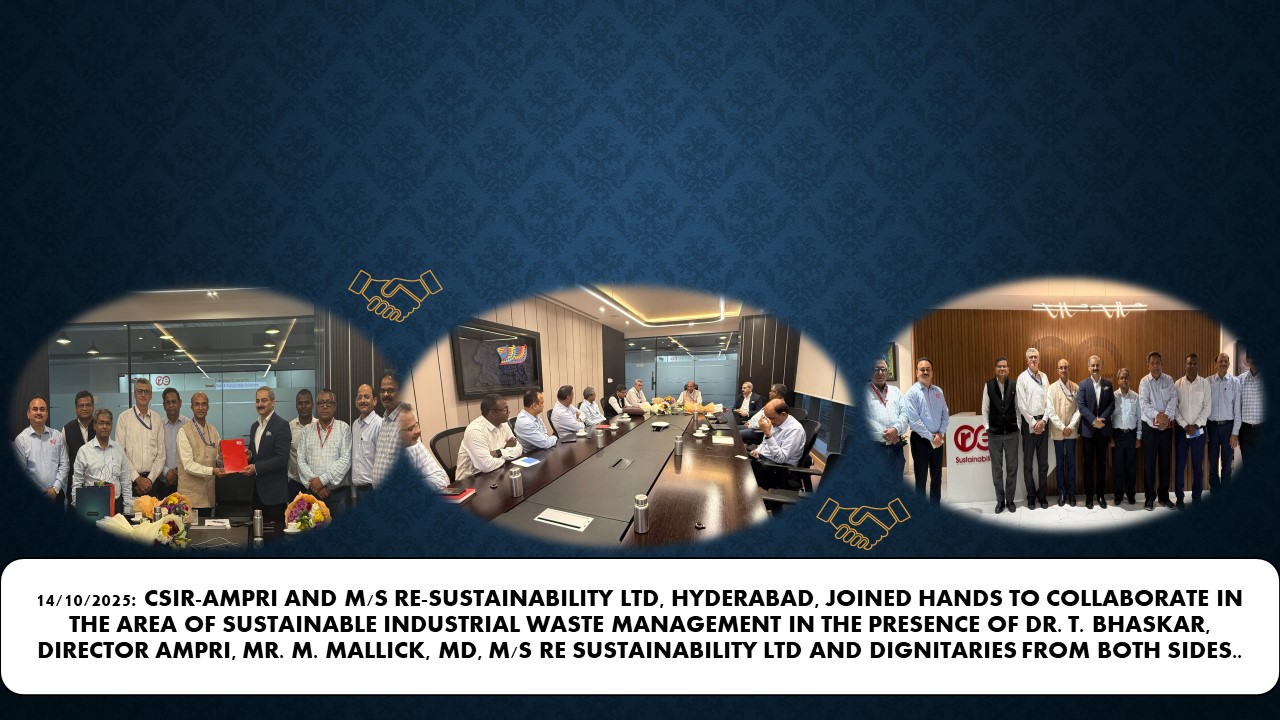 re
Sustainabili
14/10/2025: CSIR-AMPRI AND M/S RE-SUSTAINABILITY LTD, HYDERABAD, JOINED HANDS TO COLLABORATE IN
THE AREA OF SUSTAINABLE INDUSTRIAL WASTE MANAGEMENT IN THE PRESENCE OF DR. T. BHASKAR,
DIRECTOR AMPRI, MR. M. MALLICK, MD, M/S RE SUSTAINABILITY LTD AND DIGNITARIES FROM BOTH SIDES..